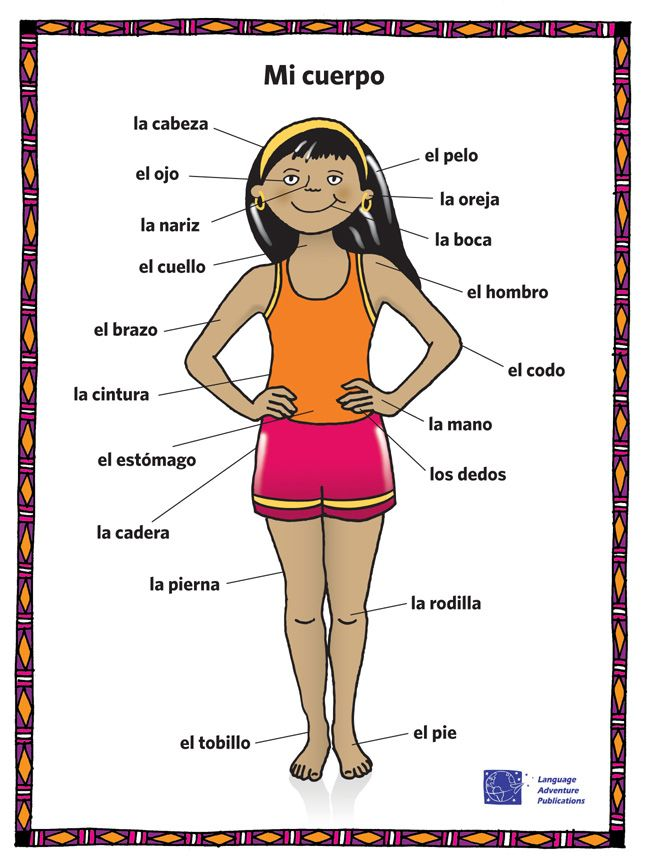 Mi cuerpo
la cabeza
el pelo
el ojo
la oreja
la nariz
la boca
el cuello
el hombro
el brazo
el codo
la cintura
la mano
el estómago
los dedos
la cadera
la pierna
la rodilla
el tobillo
el pie
Language
Adventure
Publications